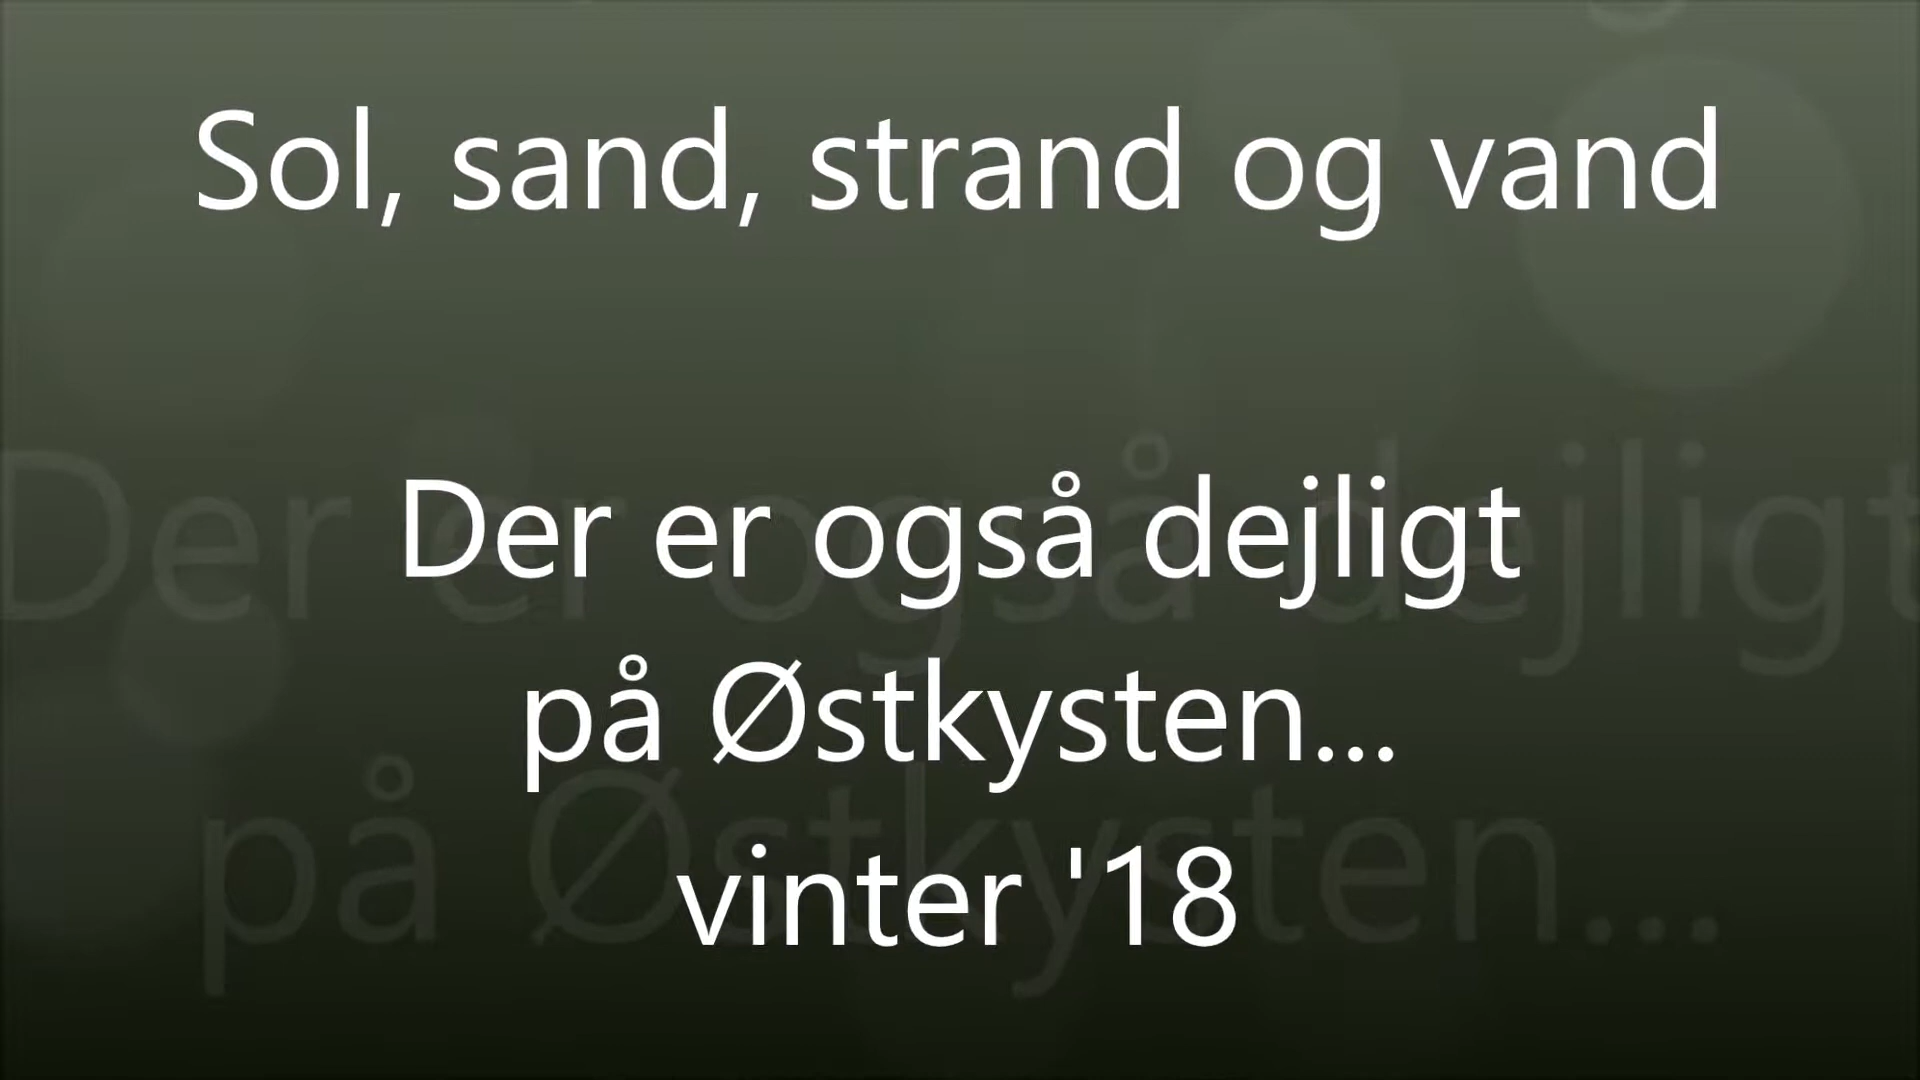 Sol, sand, strand og vand
Der er også dejligt
på Østkysten...
vinter '18